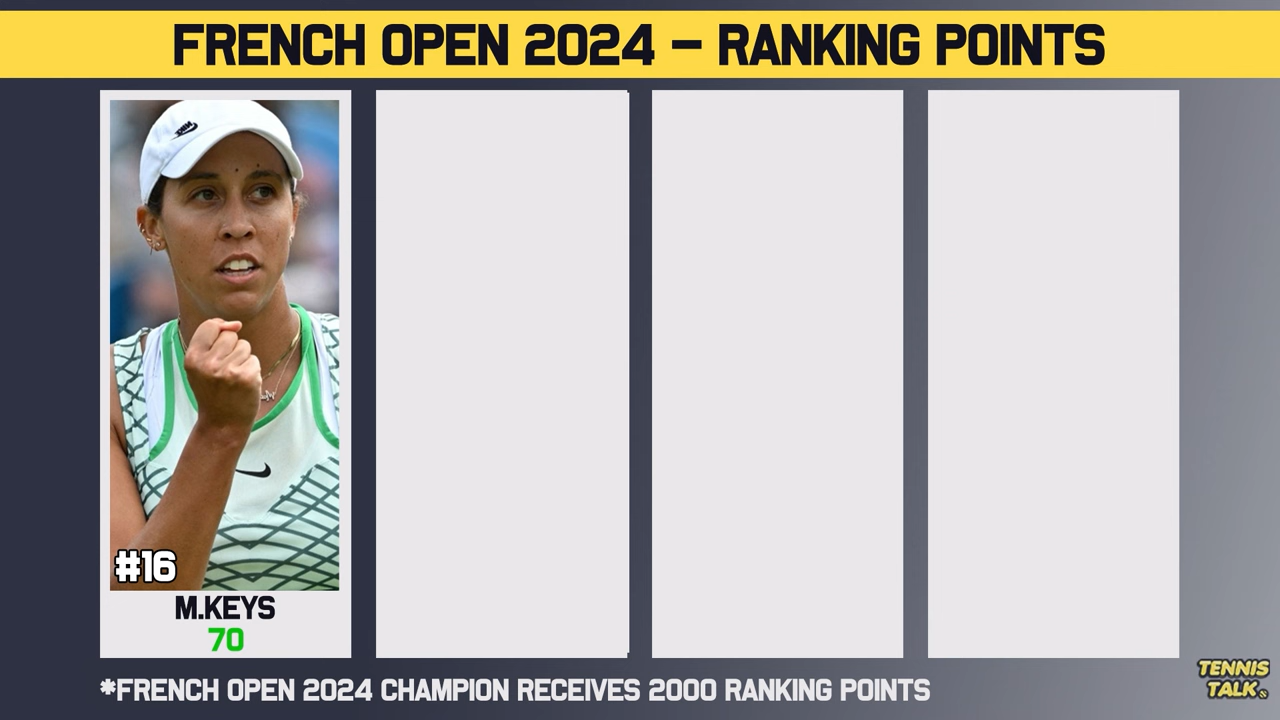 FRENCH OPEN 2024 – RANKING POINTS
#16
M.KEYS
70
*FRENCH OPEN 2024 CHAMPION RECEIVES 2000 RANKING POINTS
TENNIS
TALK